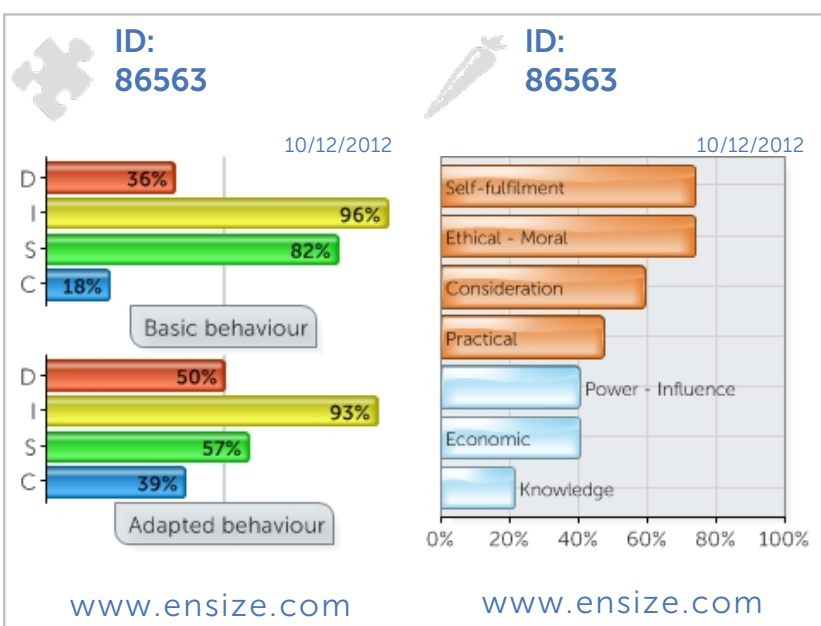 ID:
86563
10/12/2012
D 36%
I 96%
S 82%
C 18%
Basic behaviour
D 50%
I 93%
S 57%
C 39%
Adapted behaviour
www.ensize.com
ID:
86563
10/12/2012
Self-fulfilment
Ethical - Moral
Consideration
Practical
Power - Influence
Economic
Knowledge
0% 20% 40% 60% 80% 100%
www.ensize.com